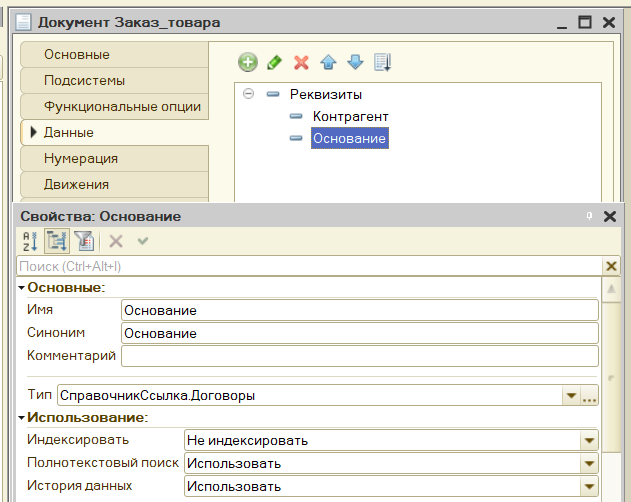 Документ Заказ_товара
Основные
Подсистемы
Функциональные опции
Данные
Нумерация
Движения
Реквизиты
Контрагент
Основание
Свойства: Основание
Поиск (Ctrl+Alt+I)
Основные:
Имя Основание
Синоним Основание
Комментарий
Тип СправочникСсылка.Договоры
Использование:
Индексировать Не индексировать
Полнотекстовый поиск Использовать
История данных Использовать